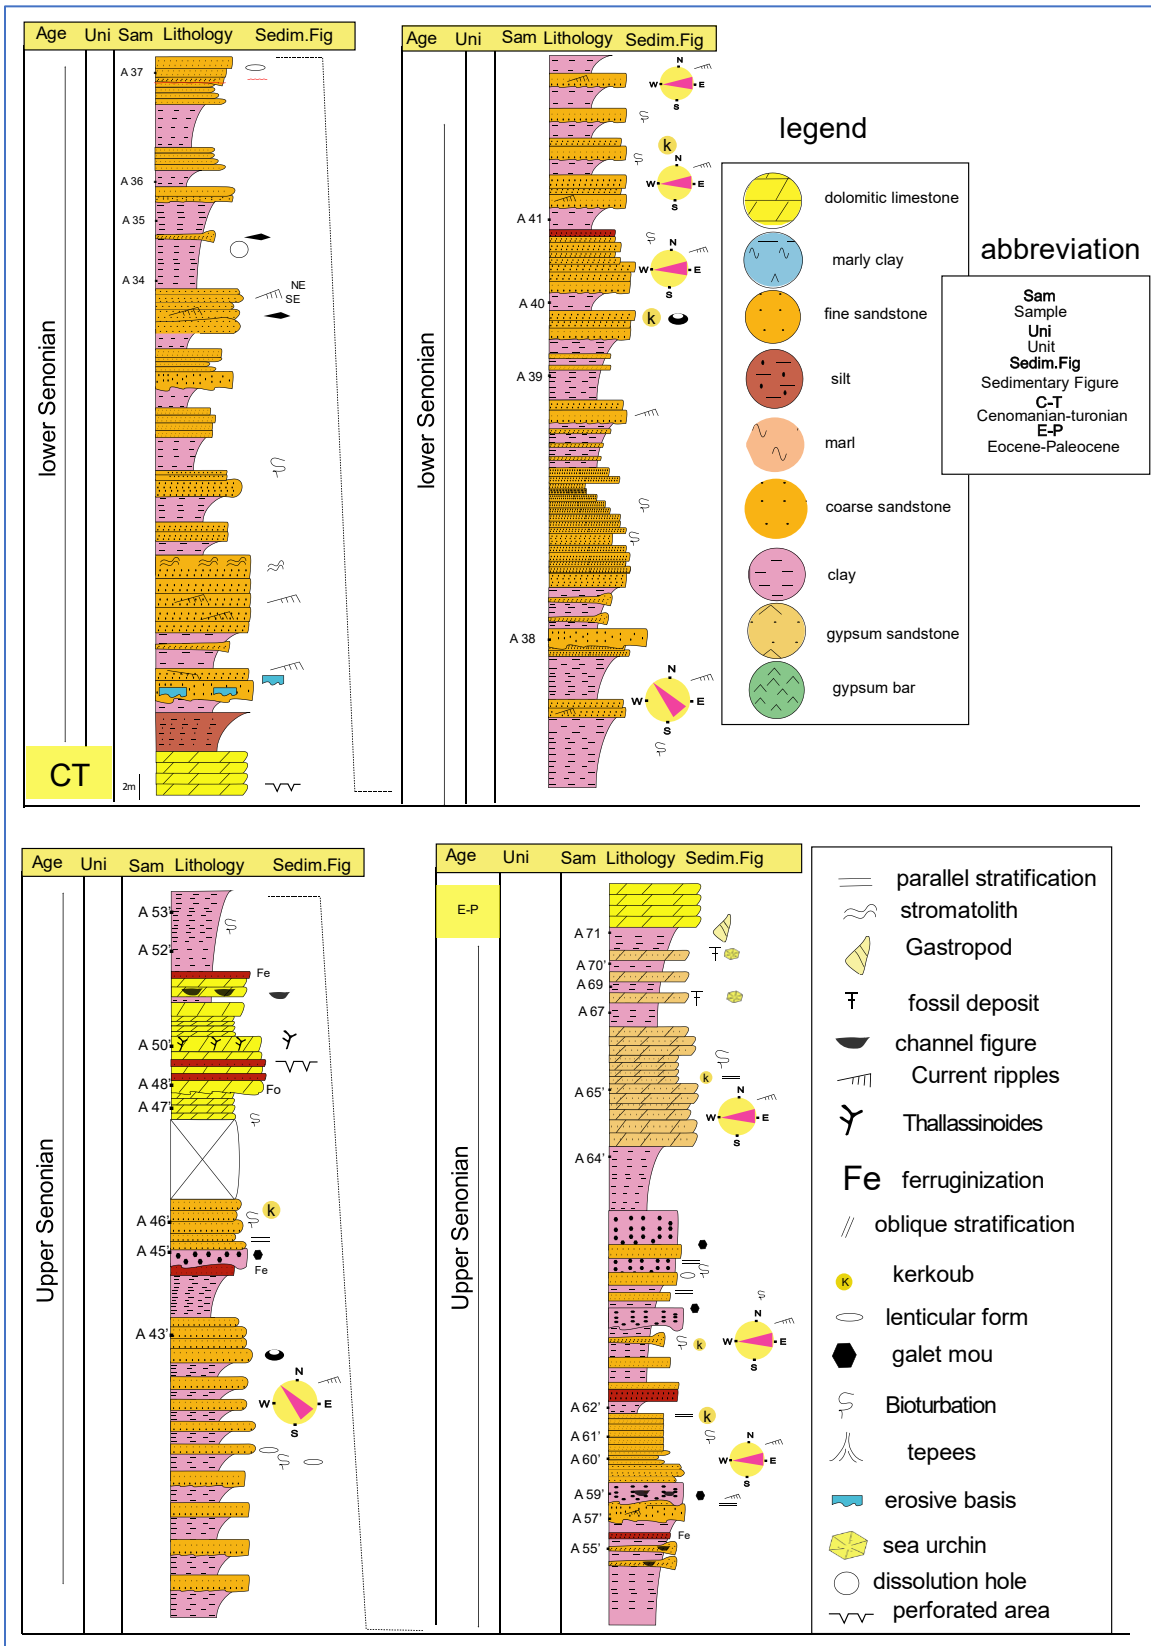 Age Uni Sam Lithology Sedim.Fig
A 37
A 36
A 35
A 34
NE
SE
lower Senonian
CT
2m
Age Uni Sam Lithology Sedim.Fig
N
W E
S
k
N
W E
S
A 41
N
W E
S
A 40
k
A 39
A 38
N
W E
S
lower Senonian
legend
dolomitic limestone
marly clay
fine sandstone
silt
marl
coarse sandstone
clay
gypsum sandstone
gypsum bar
abbreviation
Sam
Sample
Uni
Unit
Sedim.Fig
Sedimentary Figure
C-T
Cenomanian-turonian
E-P
Eocene-Paleocene
Age Uni Sam Lithology Sedim.Fig
A 53'
A 52'
Fe
A 50'
A 48'
Fo
A 47'
k
A 46'
A 45'
Fe
A 43'
N
W E
S
Upper Senonian
Age Uni Sam Lithology Sedim.Fig
E-P
A 71
A 70'
A 69
A 67
k
A 65'
N
W E
S
A 64'
N
W E
S
k
A 62'
k
A 61'
A 60'
N
W E
S
A 59'
A 57'
Fe
A 55'
Upper Senonian
parallel stratification
stromatolith
Gastropod
fossil deposit
channel figure
Current ripples
Thallassinoides
Fe ferruginization
oblique stratification
K kerkoub
lenticular form
galet mou
Bioturbation
tepees
erosive basis
sea urchin
dissolution hole
perforated area